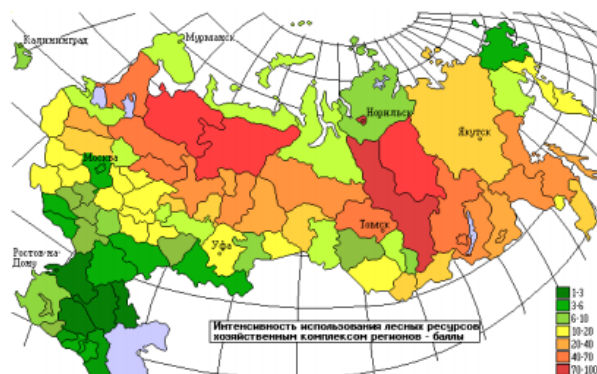 Калининград
Мурманск
Норильск
Якутск
Москва
Томск
Уфа
Ростов-на-
Дону
Интенсивность использования лесных ресурсов
хозяйственным комплексом регионов - баллы
1-3
3-6
6-10
10-20
20-40
40-70
70-100